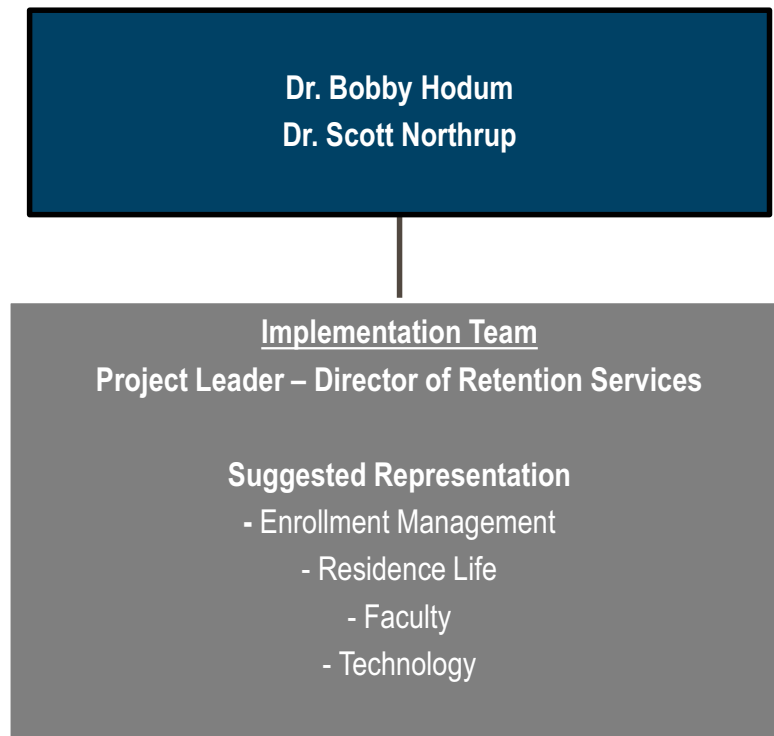 Dr. Bobby Hodum
Dr. Scott Northrup
Implementation Team
Project Leader – Director of Retention Services
Suggested Representation
- Enrollment Management
- Residence Life
- Faculty
- Technology